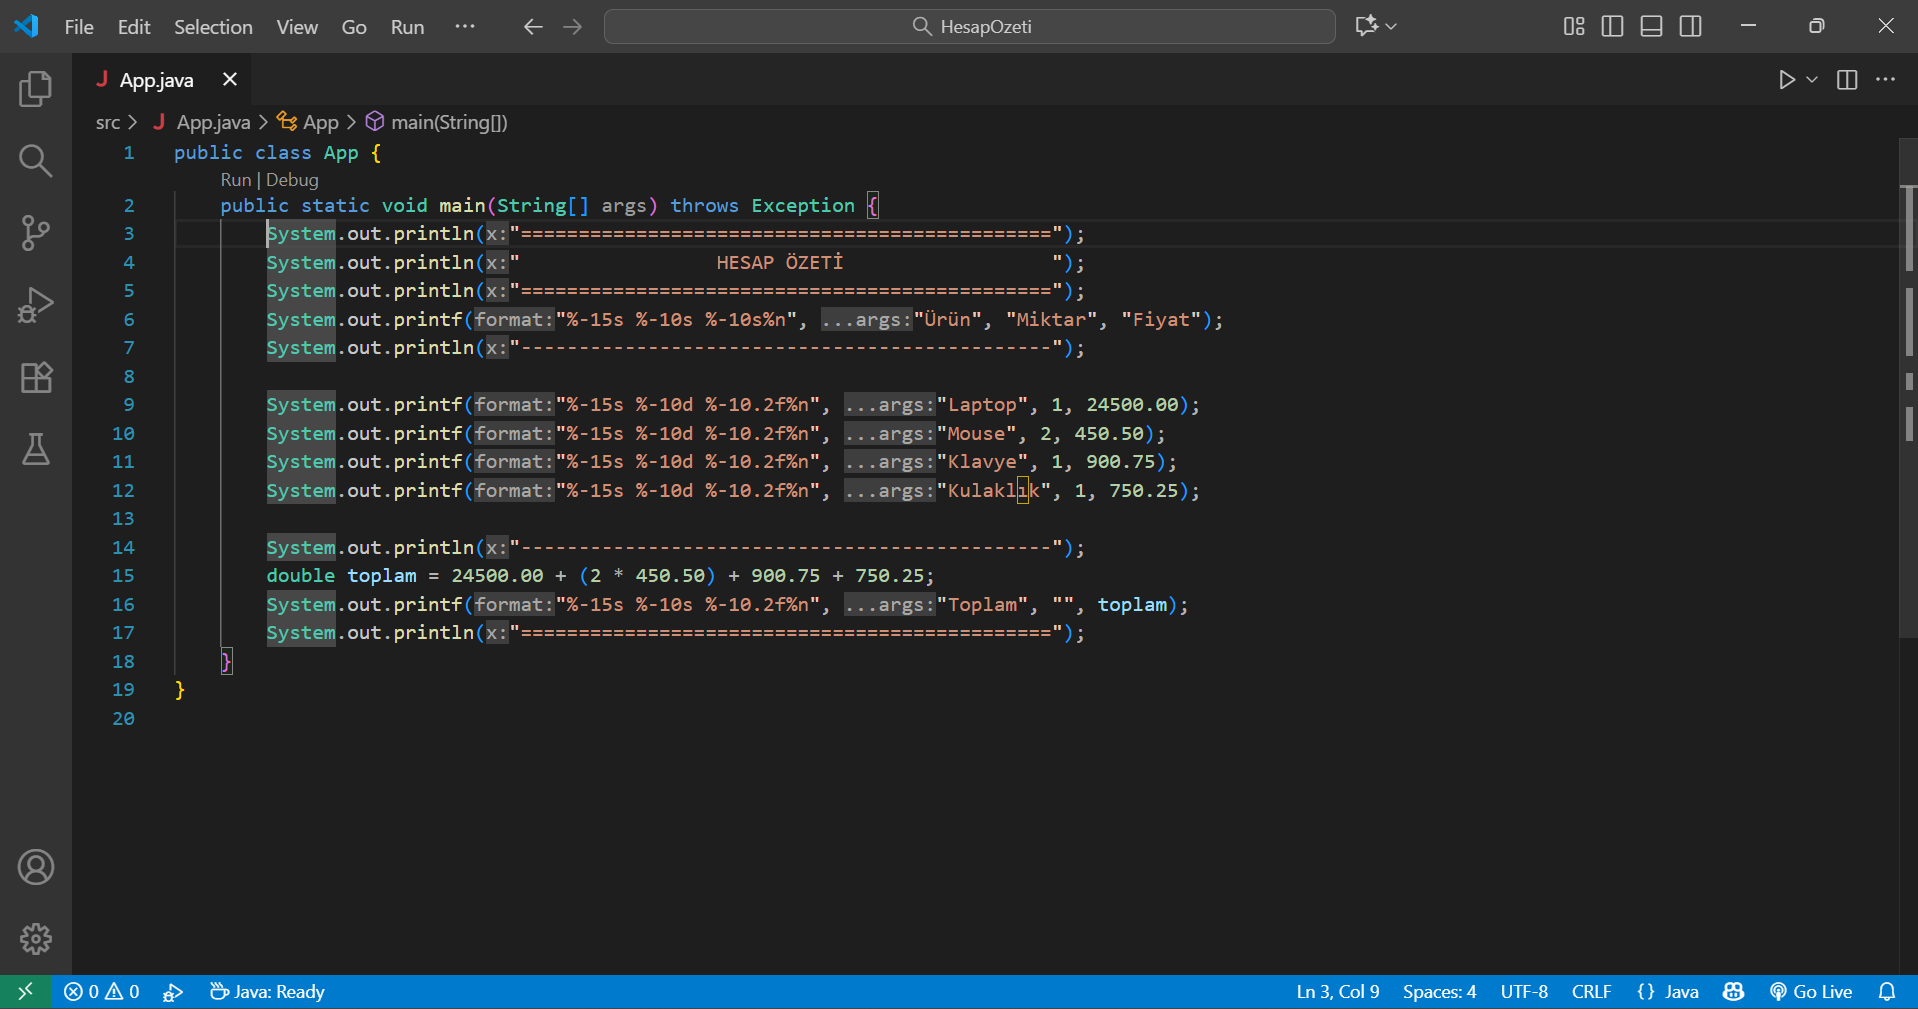 File Edit Selection View Go Run ··· HesapOzeti
App.java
src > App.java > App > main(String[])
1 public class App {
Run | Debug
2 public static void main(String[] args) throws Exception {
3 System.out.println(x:"==============================================");
4 System.out.println(x:"                 HESAP ÖZETİ                  ");
5 System.out.println(x:"==============================================");
6 System.out.printf(format:"%-15s %-10s %-10s%n", ...args:"Ürün", "Miktar", "Fiyat");
7 System.out.println(x:"----------------------------------------------");
8
9 System.out.printf(format:"%-15s %-10d %-10.2f%n", ...args:"Laptop", 1, 24500.00);
10 System.out.printf(format:"%-15s %-10d %-10.2f%n", ...args:"Mouse", 2, 450.50);
11 System.out.printf(format:"%-15s %-10d %-10.2f%n", ...args:"Klavye", 1, 900.75);
12 System.out.printf(format:"%-15s %-10d %-10.2f%n", ...args:"Kulaklık", 1, 750.25);
13
14 System.out.println(x:"----------------------------------------------");
15 double toplam = 24500.00 + (2 * 450.50) + 900.75 + 750.25;
16 System.out.printf(format:"%-15s %-10s %-10.2f%n", ...args:"Toplam", "", toplam);
17 System.out.println(x:"==============================================");
18 }
19 }
20
0 0 Java: Ready Ln 3, Col 9 Spaces: 4 UTF-8 CRLF {} Java Go Live